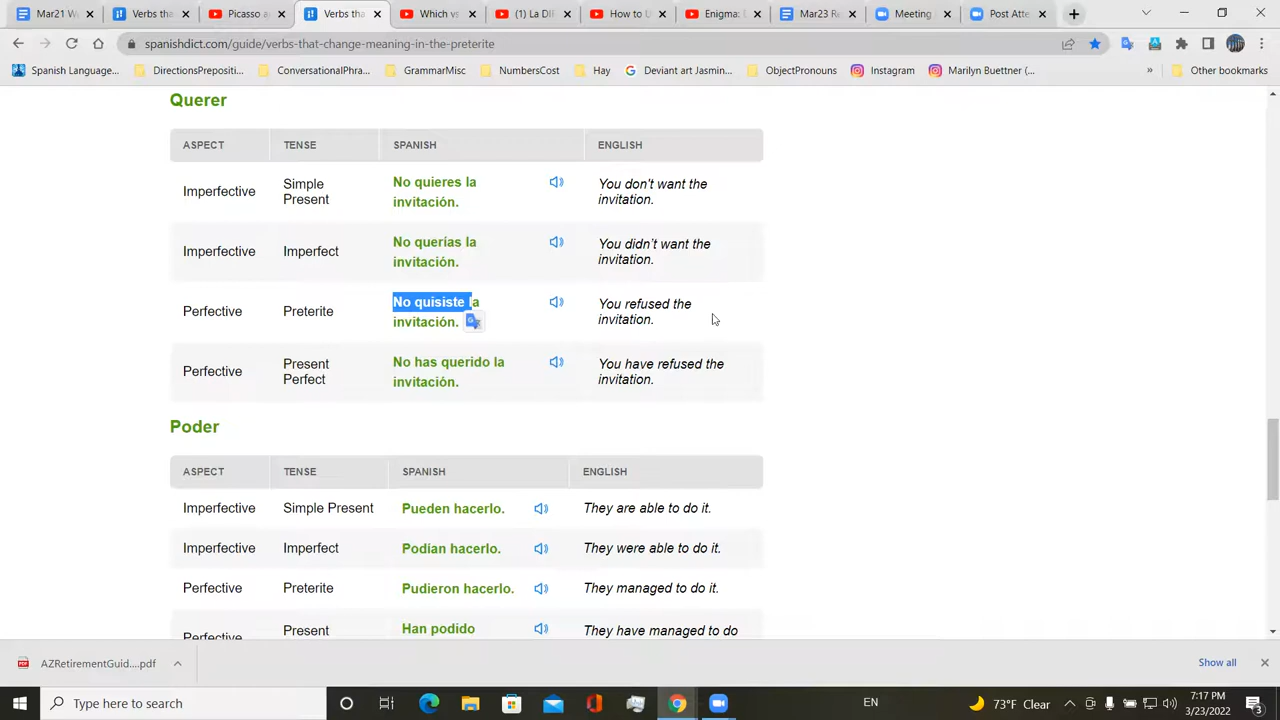 Mar21 W
Verbs tha
Picasso ay
Verbs tha
Which v
(1) La Dif
How to C
Enigma: E
Mar23 Re
Meeting
Post Atte
spanishdict.com/guide/verbs-that-change-meaning-in-the-preterite
Spanish Language...
DirectionsPrepositi...
ConversationalPhra...
GrammarMisc
NumbersCost
Hay
Deviant art Jasmin...
ObjectPronouns
Instagram
Marilyn Buettner (...
»
Other bookmarks
Querer
ASPECT TENSE SPANISH ENGLISH
Imperfective
Simple
Present
No quieres la
invitación.
You don't want the
invitation.
Imperfective
Imperfect
No querías la
invitación.
You didn't want the
invitation.
Perfective
Preterite
No quisiste la
invitación.
You refused the
invitation.
Perfective
Present
Perfect
No has querido la
invitación.
You have refused the
invitation.
Poder
ASPECT TENSE SPANISH ENGLISH
Imperfective Simple Present Pueden hacerlo. They are able to do it.
Imperfective Imperfect Podían hacerlo. They were able to do it.
Perfective Preterite Pudieron hacerlo. They managed to do it.
Perfective Present Han podido They have managed to do
AZRetirementGuid....pdf
Show all
Type here to search
EN
73°F Clear
7:17 PM
3/23/2022
3